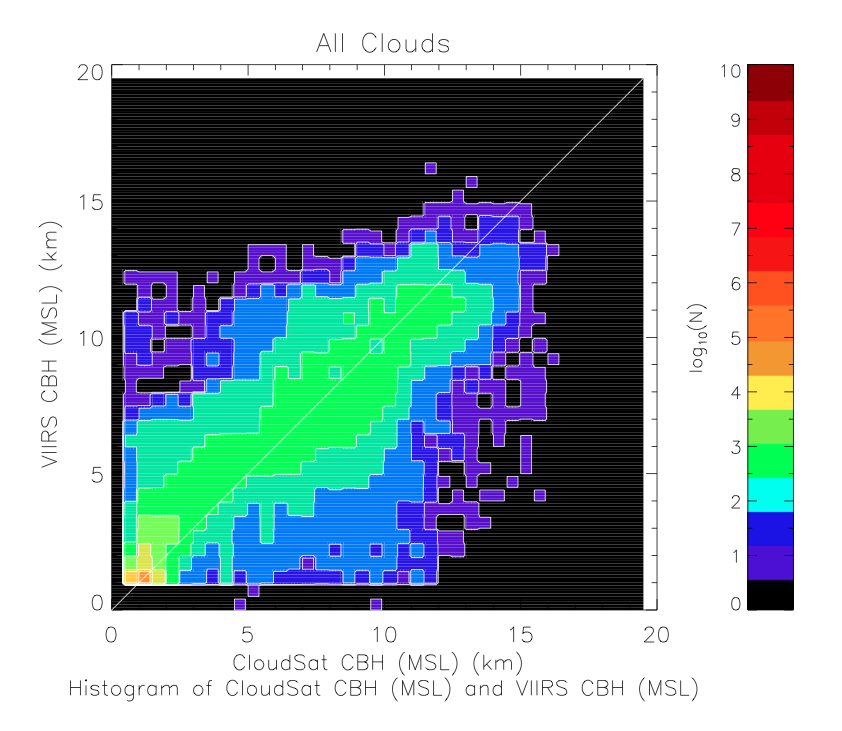 All Clouds
20
15
10
5
0
VIIRS CBH (MSL) (km)
0 5 10 15 20
CloudSat CBH (MSL) (km)
Histogram of CloudSat CBH (MSL) and VIIRS CBH (MSL)
10
9
8
7
6
5
4
3
2
1
0
log₁₀(N)